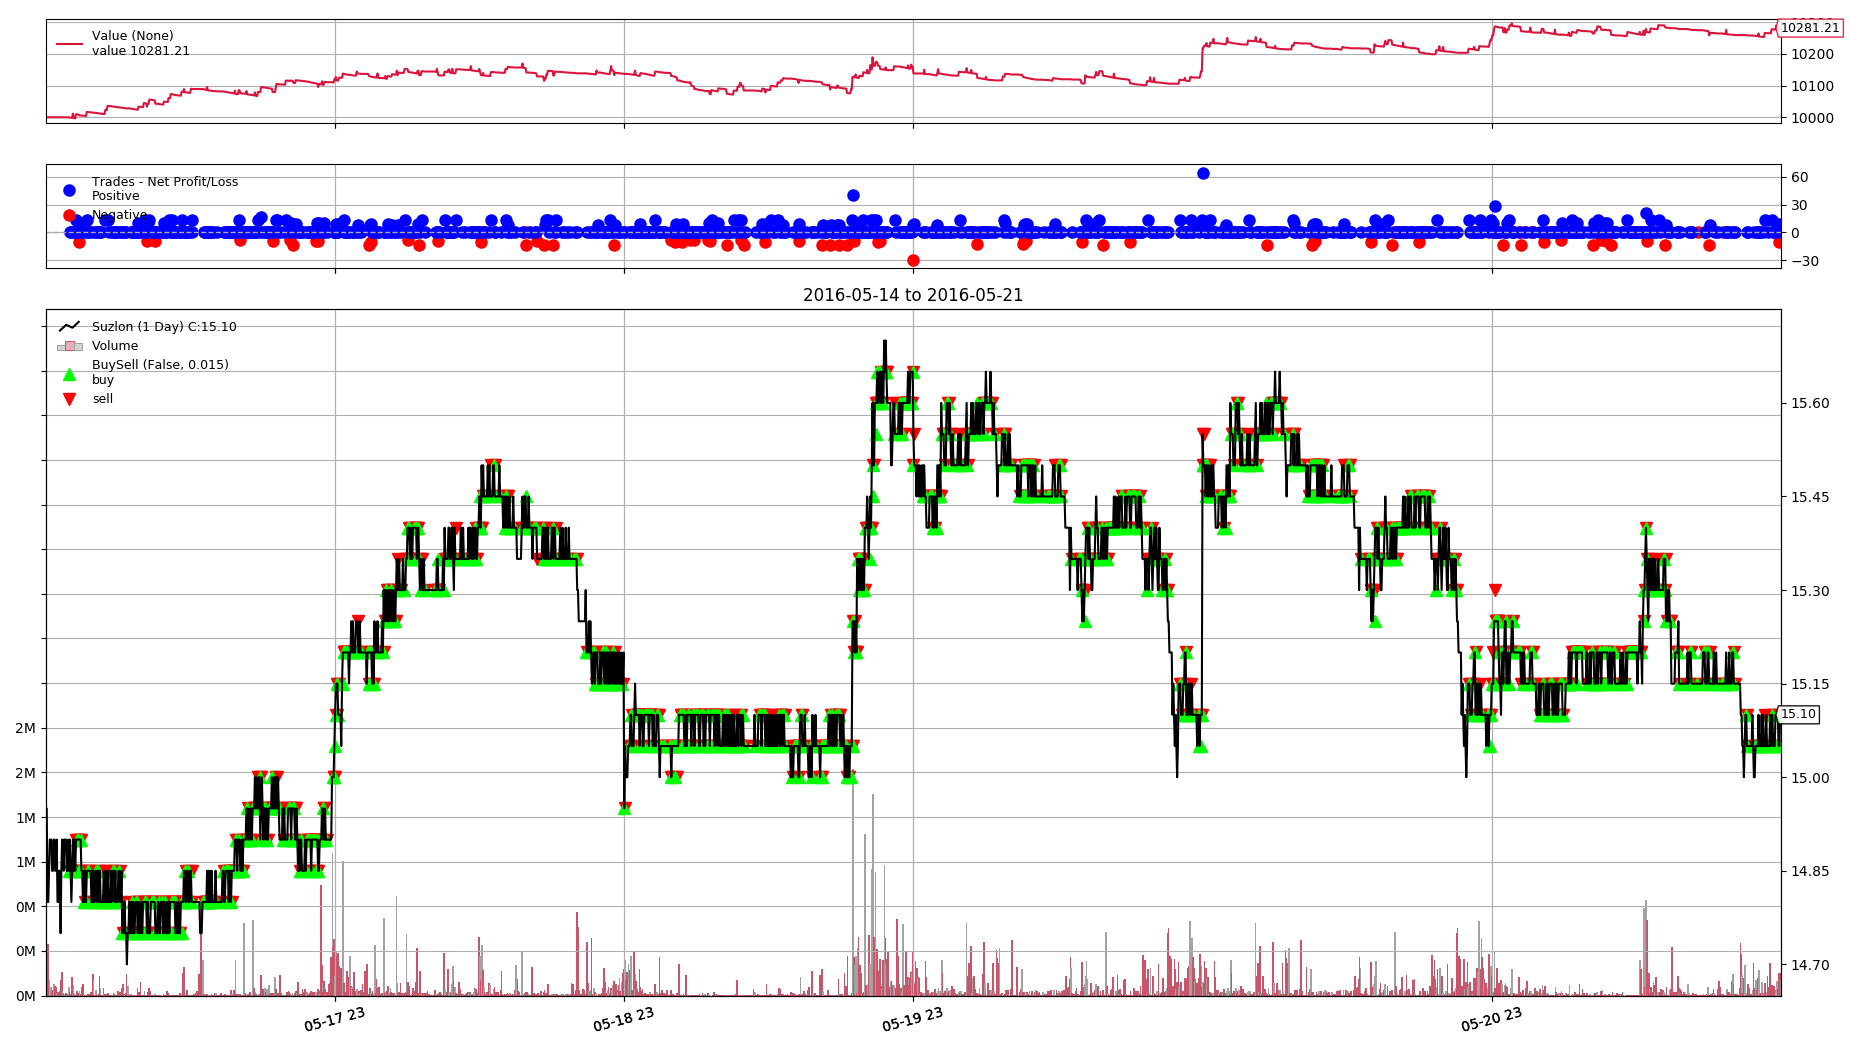 Value (None)
value 10281.21
10281.21
10200
10100
10000
Trades - Net Profit/Loss
Positive
Negative
60
30
0
−30
2016-05-14 to 2016-05-21
Suzlon (1 Day) C:15.10
Volume
BuySell (False, 0.015)
buy
sell
2M
2M
1M
1M
0M
0M
0M
15.60
15.45
15.30
15.15
15.10
15.00
14.85
14.70
05-17 23
05-18 23
05-19 23
05-20 23